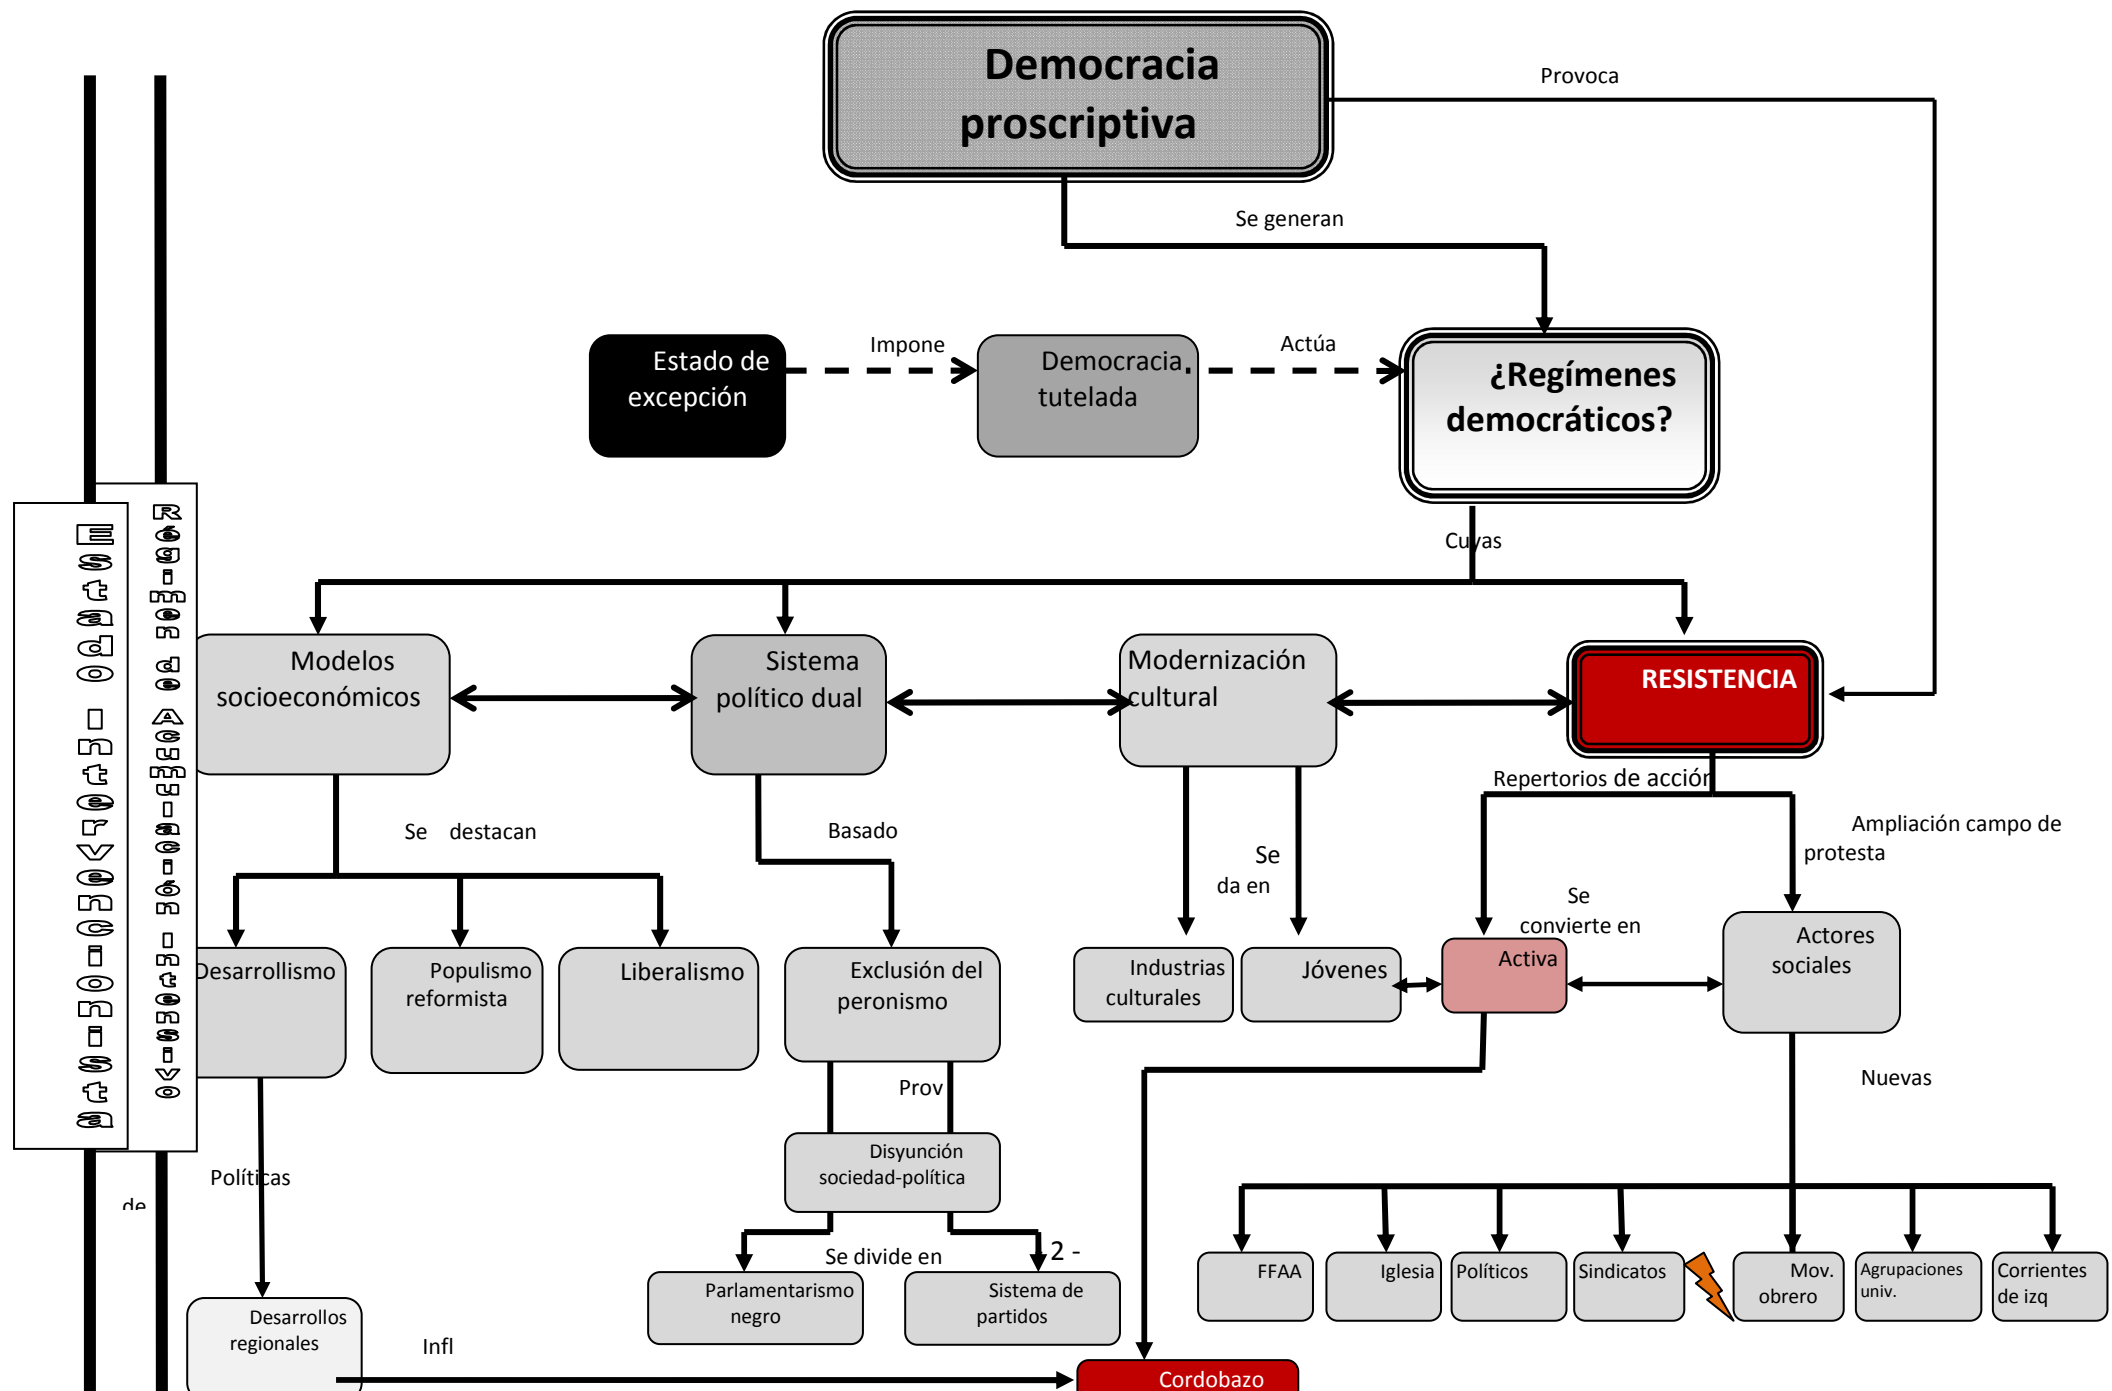 Democracia
proscriptiva
Provoca
Se generan
Estado de
excepción
Impone
Democracia
tutelada
Actúa
¿Regímenes
democráticos?
Cuyas
Estado Intervencionista
Régimen de Acumulación Intensivo
Modelos
socioeconómicos
Sistema
político dual
Modernización
cultural
RESISTENCIA
Repertorios de acción
Ampliación campo de
protesta
Se destacan
Basado
Se
da en
Se
convierte en
Desarrollismo
Populismo
reformista
Liberalismo
Exclusión del
peronismo
Industrias
culturales
Jóvenes
Activa
Actores
sociales
Prov
Nuevas
Disyunción
sociedad-política
Políticas
de
Se divide en
2 -
Parlamentarismo
negro
Sistema de
partidos
FFAA
Iglesia
Políticos
Sindicatos
Mov.
obrero
Agrupaciones
univ.
Corrientes
de izq
Desarrollos
regionales
Infl
Cordobazo